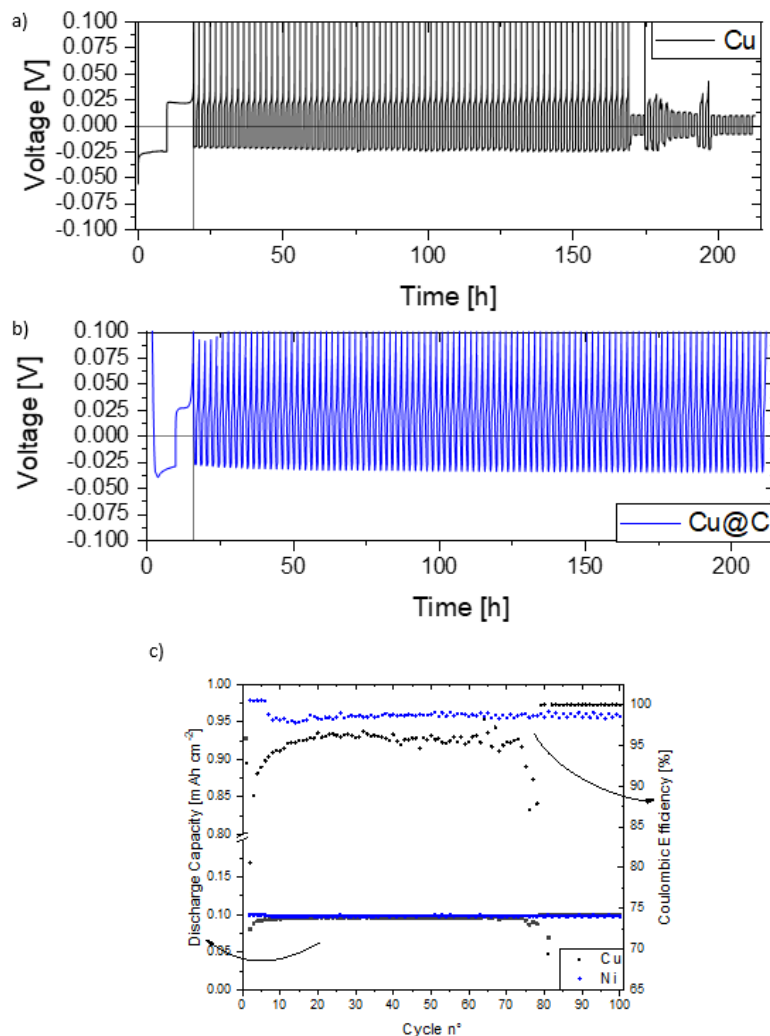 a)
0.100
0.075
0.050
0.025
0.000
-0.025
-0.050
-0.075
-0.100
Voltage [V]
Cu
0 50 100 150 200
Time [h]
b)
0.100
0.075
0.050
0.025
0.000
-0.025
-0.050
-0.075
-0.100
Voltage [V]
Cu@C
0 50 100 150 200
Time [h]
c)
1.00
0.95
0.90
0.85
0.80
0.15
0.10
0.05
0.00
Discharge Capacity [mAh cm⁻²]
100
95
90
85
80
75
70
65
Coulombic Efficiency [%]
Cu
Ni
0 10 20 30 40 50 60 70 80 90 100
Cycle n°